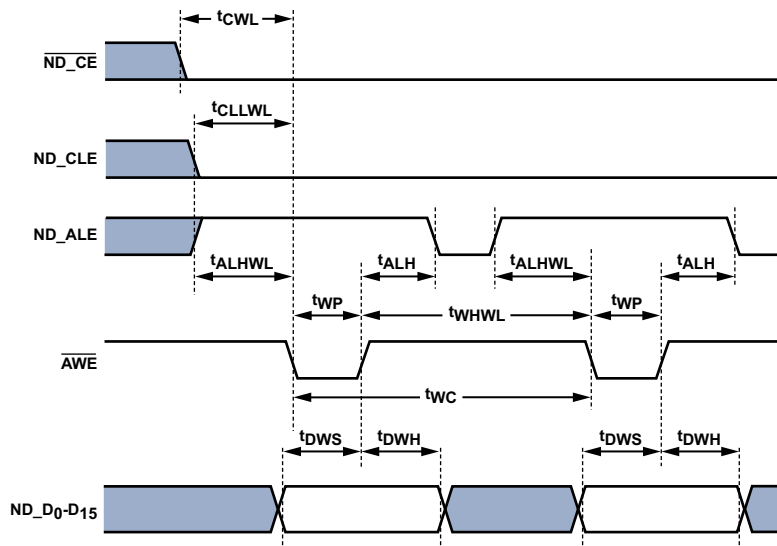 tCWL
ND_CE
tCLLWL
ND_CLE
ND_ALE
tALHWL tALH tALHWL tALH
tWP tWHWL tWP
AWE
tWC
tDWS tDWH tDWS tDWH
ND_D0-D15